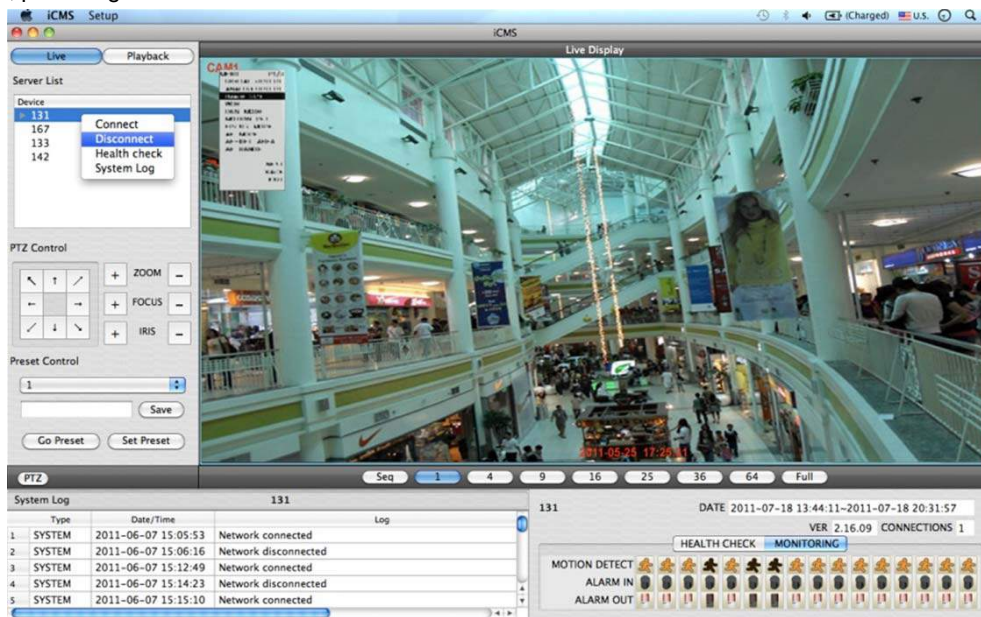 iCMS Setup (Charged) U.S.
iCMS
Live Playback
Live Display
Server List
Device
131
167
133
142
Connect
Disconnect
Health check
System Log
CAM1
PTZ Control
+ ZOOM −
+ FOCUS −
+ IRIS −
Preset Control
1
Save
Go Preset Set Preset
2011-05-25 17:25
PTZ
Seq 1 4 9 16 25 36 64 Full
System Log 131
Type Date/Time Log
1 SYSTEM 2011-06-07 15:05:53 Network connected
2 SYSTEM 2011-06-07 15:06:16 Network disconnected
3 SYSTEM 2011-06-07 15:12:49 Network connected
4 SYSTEM 2011-06-07 15:14:23 Network disconnected
5 SYSTEM 2011-06-07 15:15:10 Network connected
131 DATE 2011-07-18 13:44:11~2011-07-18 20:31:57
VER 2.16.09 CONNECTIONS 1
HEALTH CHECK MONITORING
MOTION DETECT
ALARM IN
ALARM OUT